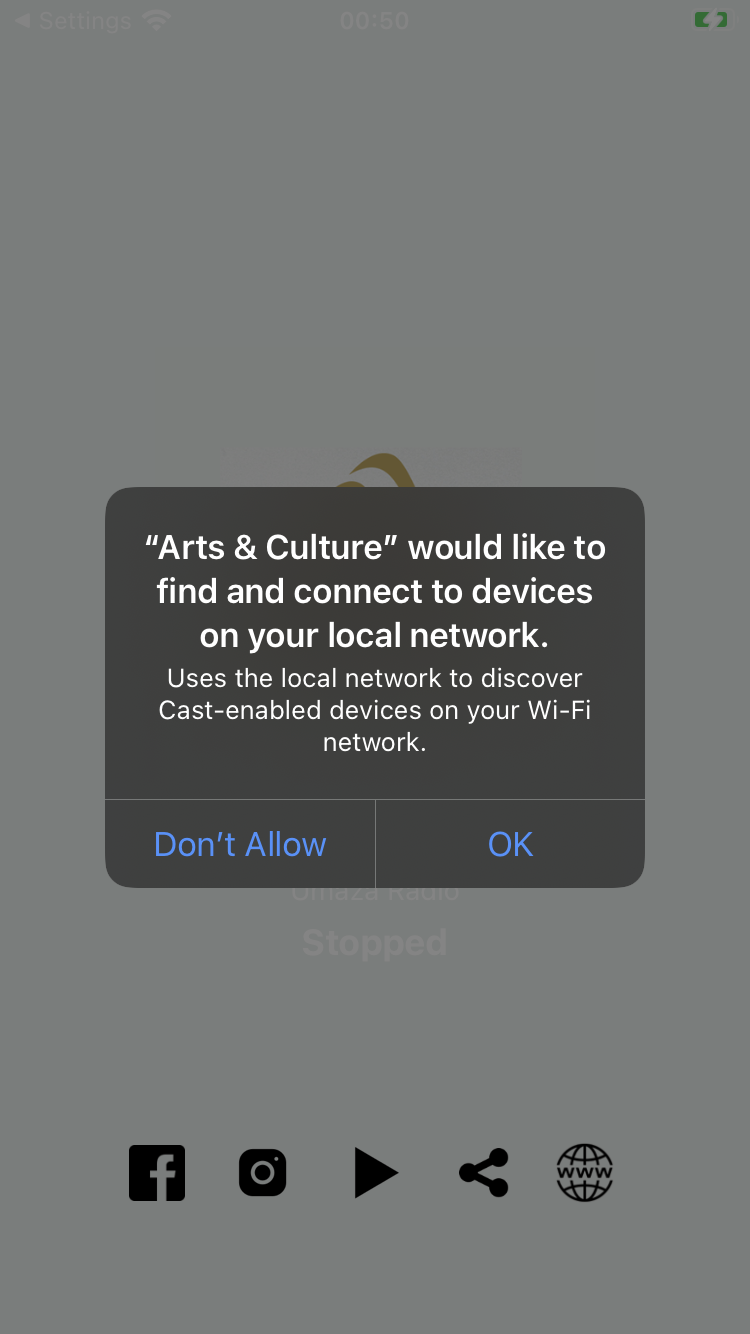 ◀ Settings
00:50
“Arts & Culture” would like to
find and connect to devices
on your local network.
Uses the local network to discover
Cast-enabled devices on your Wi-Fi
network.
Don’t Allow
OK
Umaza Radio
Stopped
f
WWW